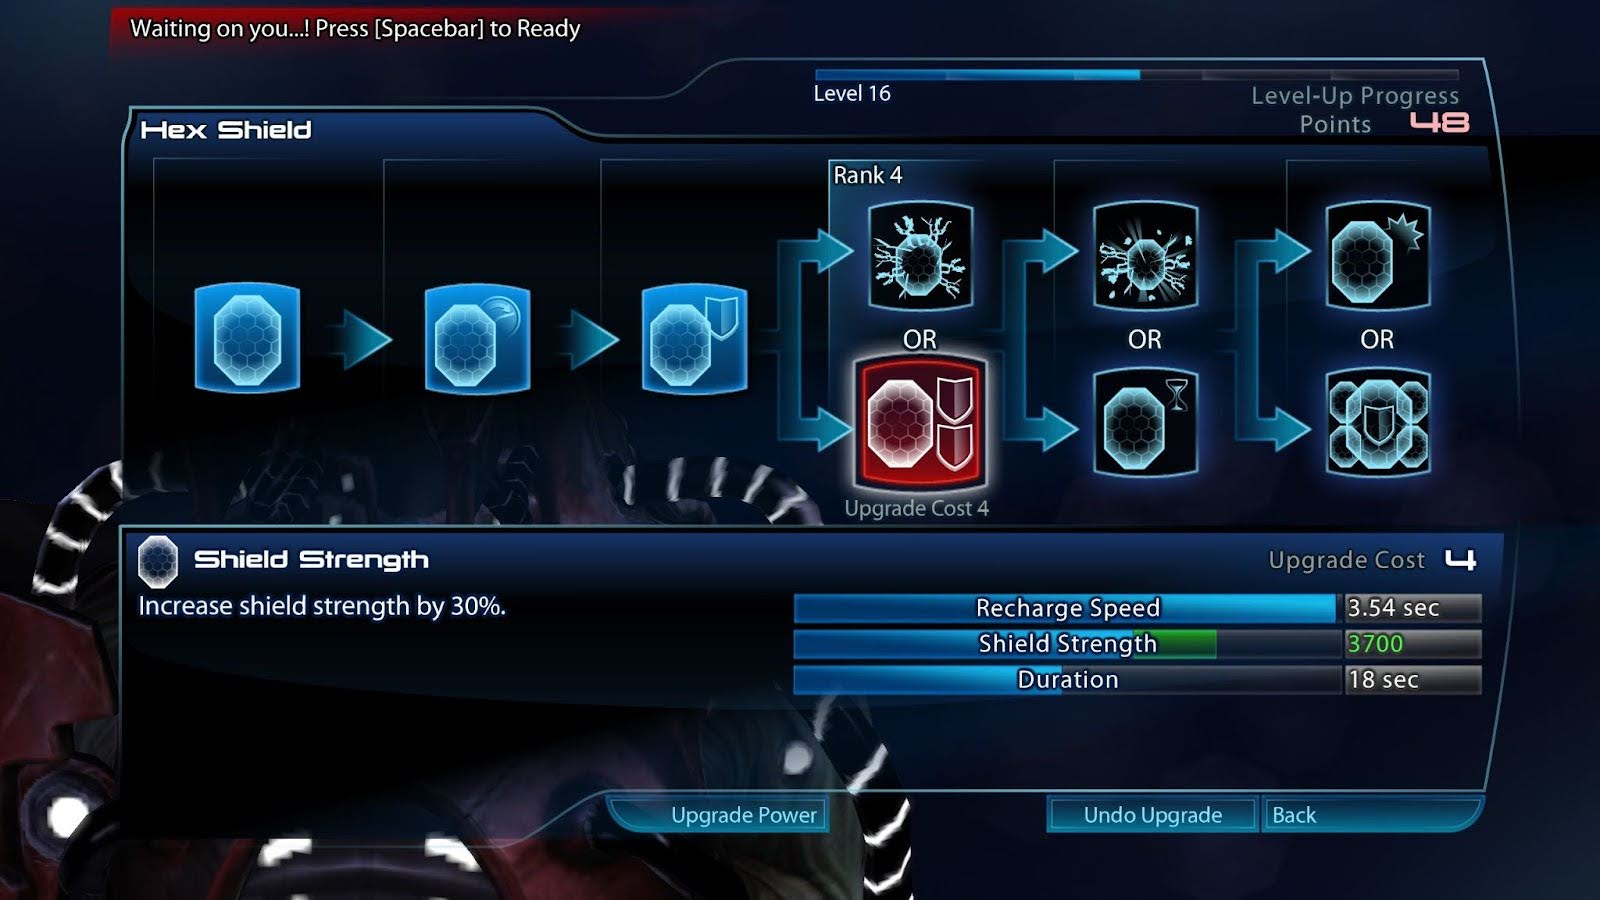 Waiting on you...! Press [Spacebar] to Ready
Level 16
Level-Up Progress
Points 48
Hex Shield
Rank 4
OR
OR
OR
Upgrade Cost 4
Shield Strength
Upgrade Cost 4
Increase shield strength by 30%.
Recharge Speed 3.54 sec
Shield Strength 3700
Duration 18 sec
Upgrade Power
Undo Upgrade
Back